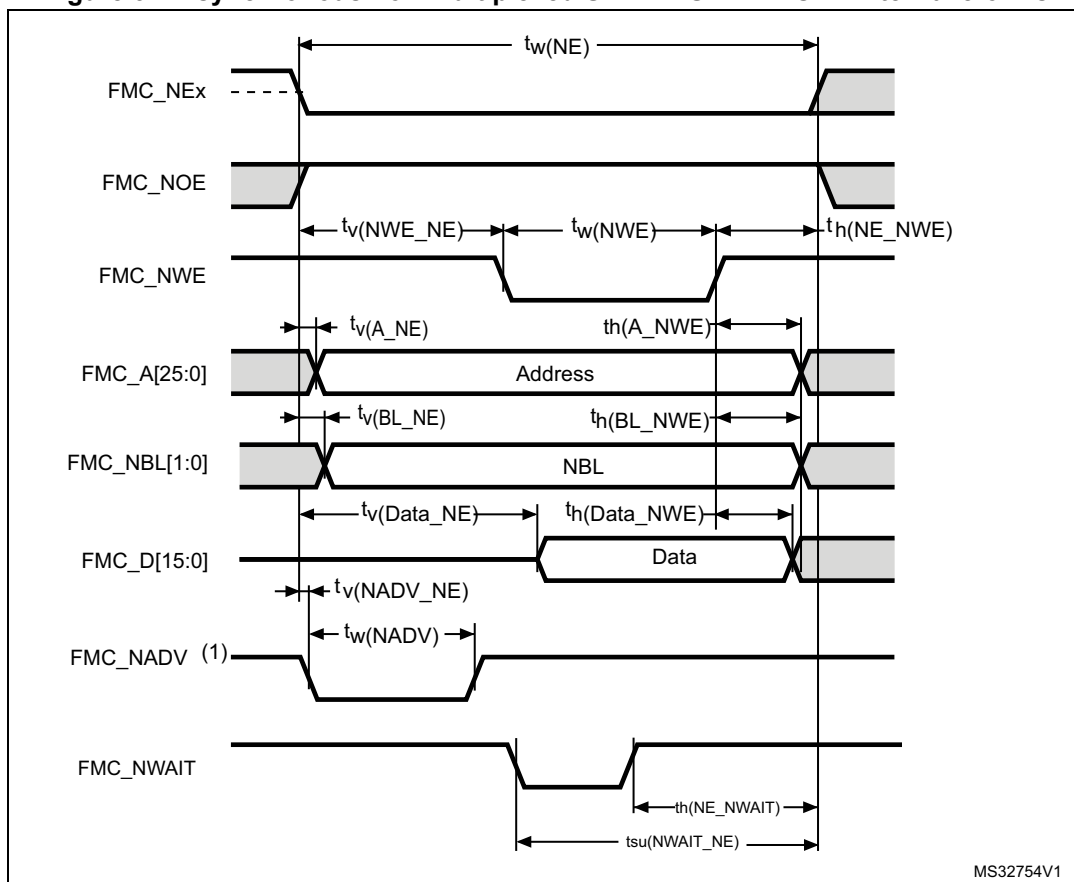 tw(NE)
FMC_NEx
FMC_NOE
tv(NWE_NE)
tw(NWE)
th(NE_NWE)
FMC_NWE
tv(A_NE)
th(A_NWE)
FMC_A[25:0]
Address
tv(BL_NE)
th(BL_NWE)
FMC_NBL[1:0]
NBL
tv(Data_NE)
th(Data_NWE)
FMC_D[15:0]
Data
tv(NADV_NE)
tw(NADV)
FMC_NADV (1)
FMC_NWAIT
th(NE_NWAIT)
tsu(NWAIT_NE)
MS32754V1